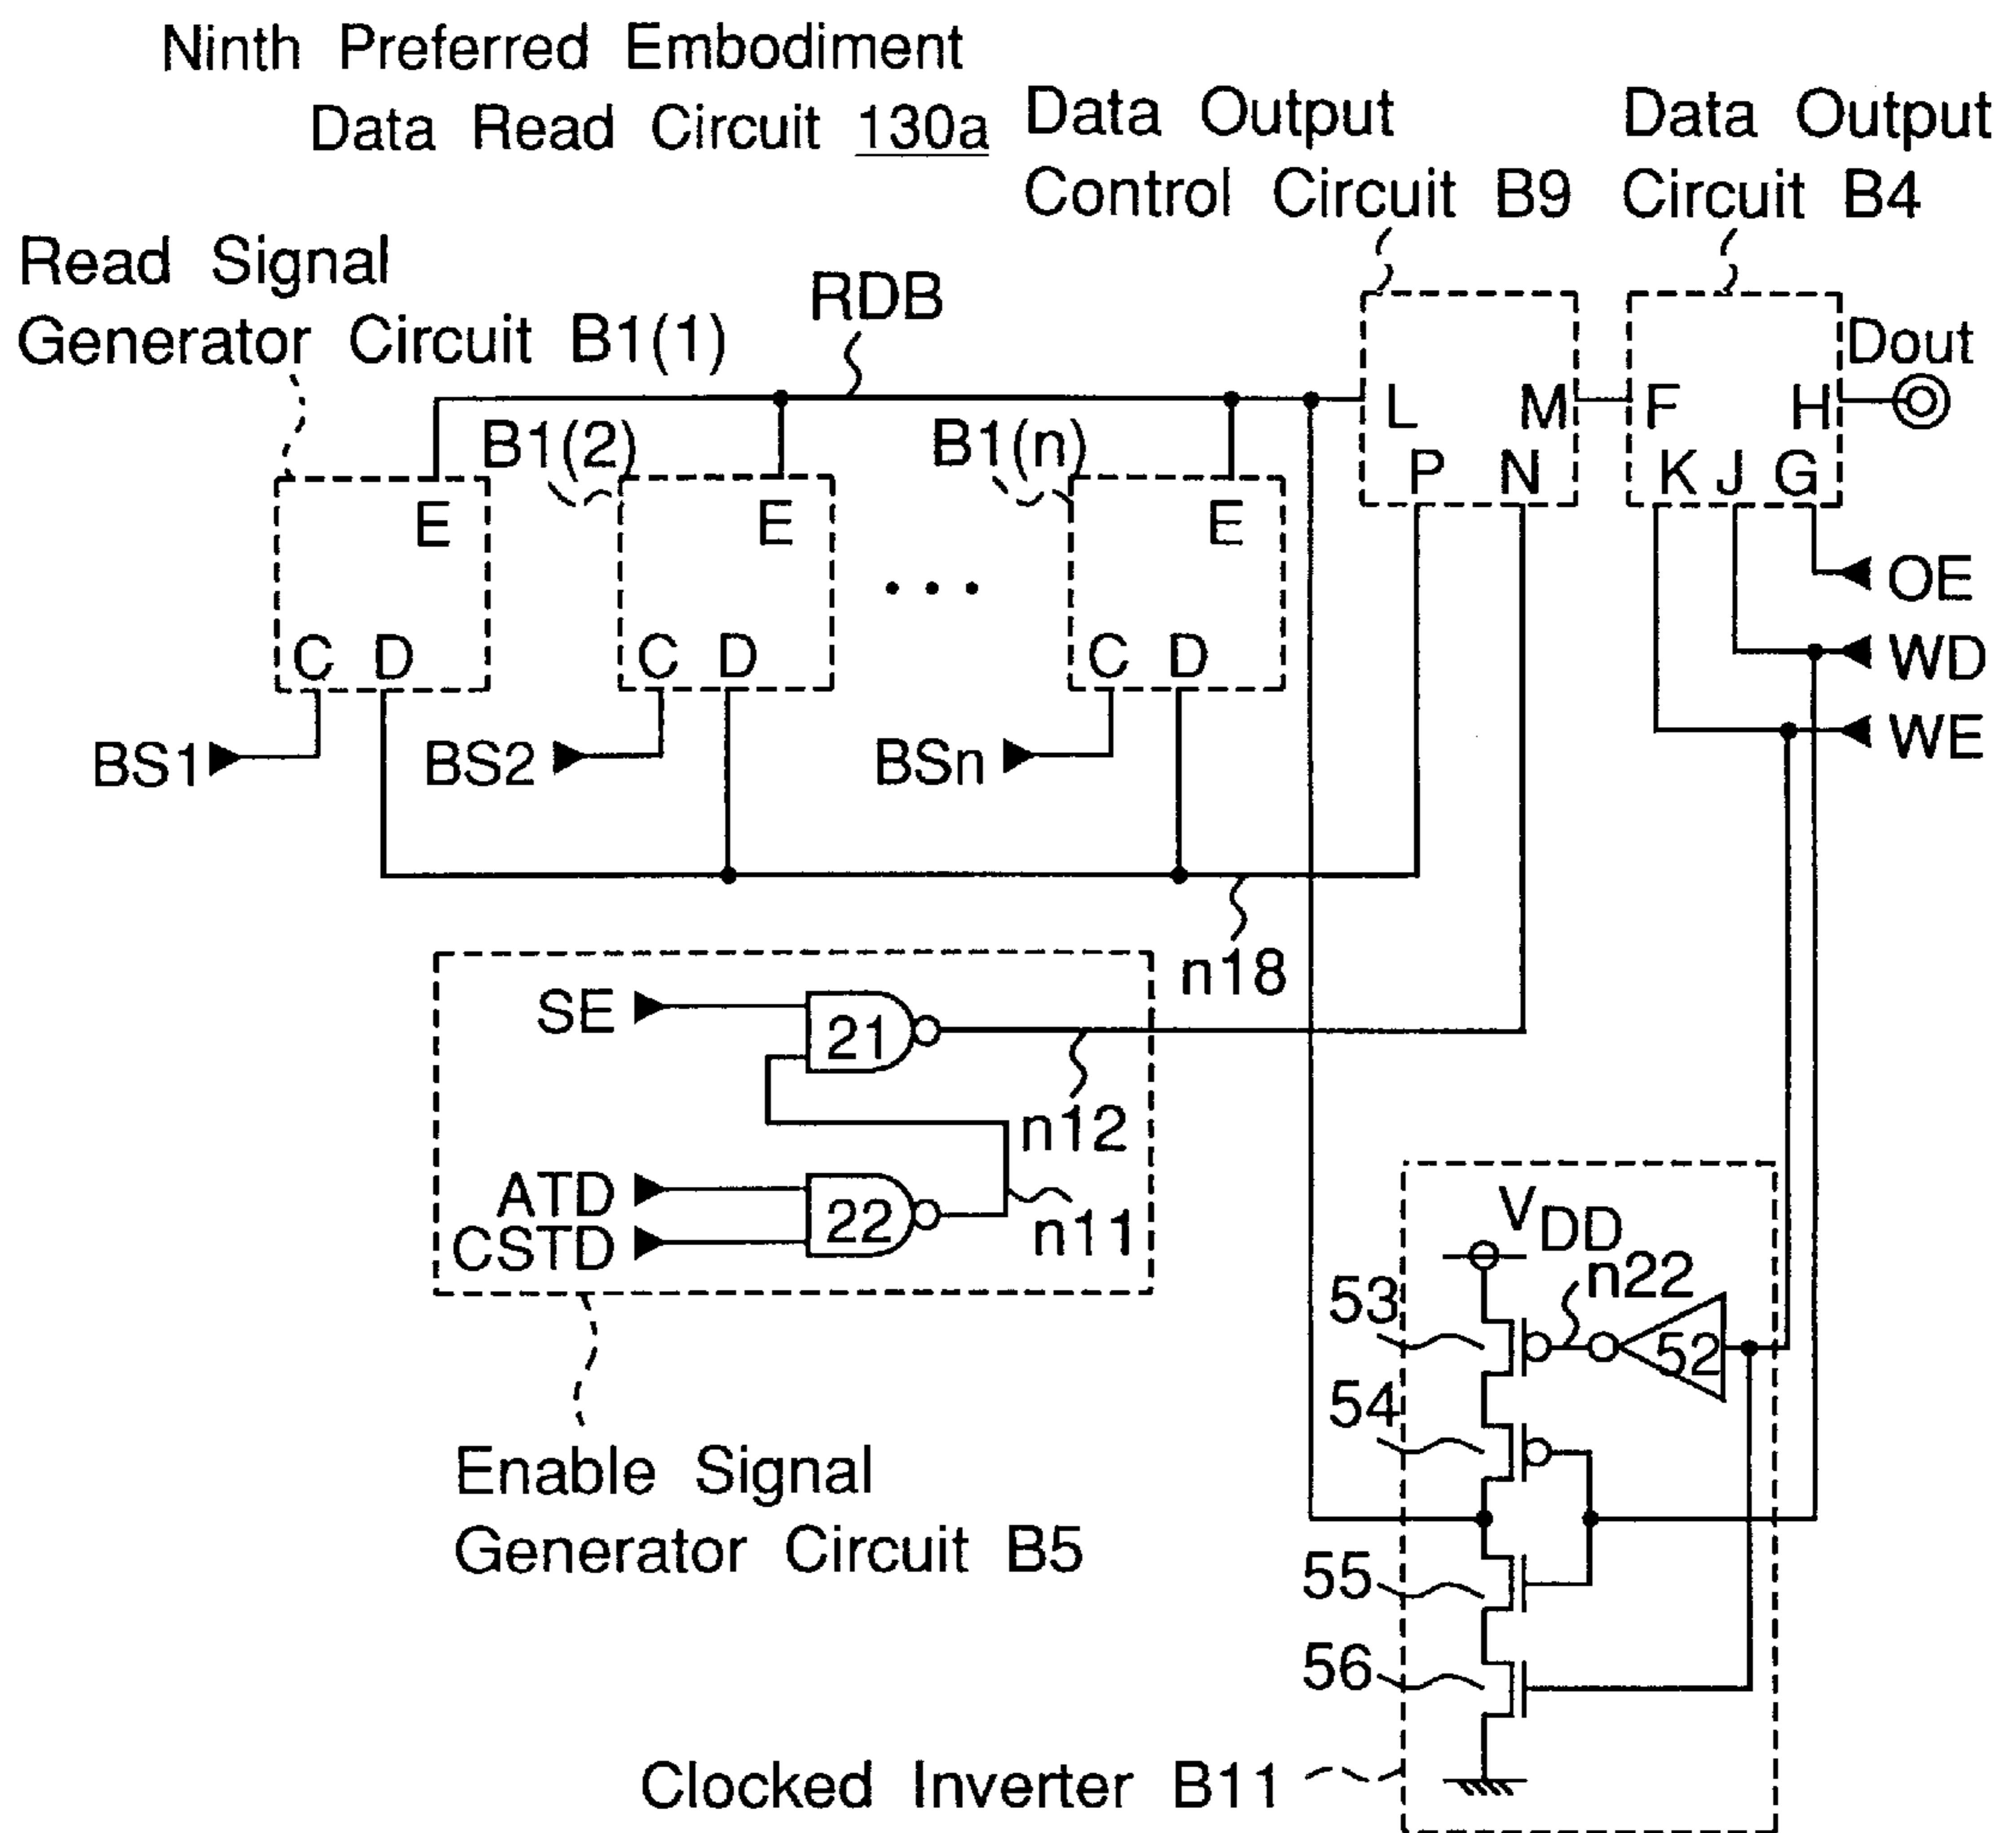 Ninth Preferred Embodiment
Data Read Circuit 130a
Data Output
Control Circuit B9
Data Output
Circuit B4
Read Signal
Generator Circuit B1(1)
RDB
Dout
B1(2)
B1(n)
L
M
P
N
F
H
K
J
G
E
E
E
OE
C
D
C
D
C
D
WD
WE
BS1
BS2
BSn
n18
SE
21
n12
ATD
CSTD
22
n11
VDD
n22
53
52
54
Enable Signal
Generator Circuit B5
55
56
Clocked Inverter B11